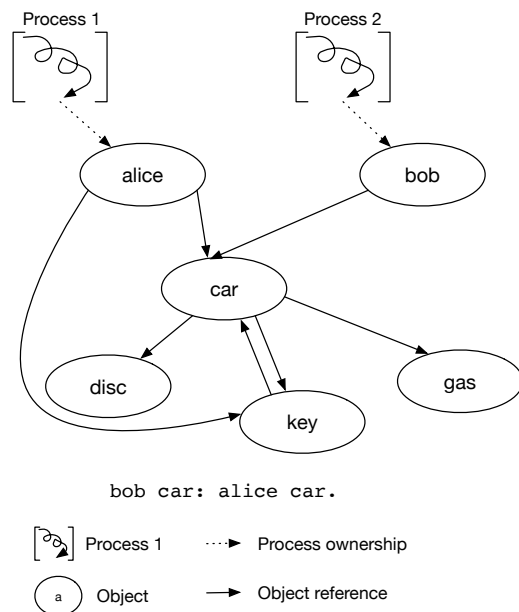 Process 1
Process 2
alice
bob
car
disc
gas
key
bob car: alice car.
Process 1
Process ownership
a
Object
Object reference